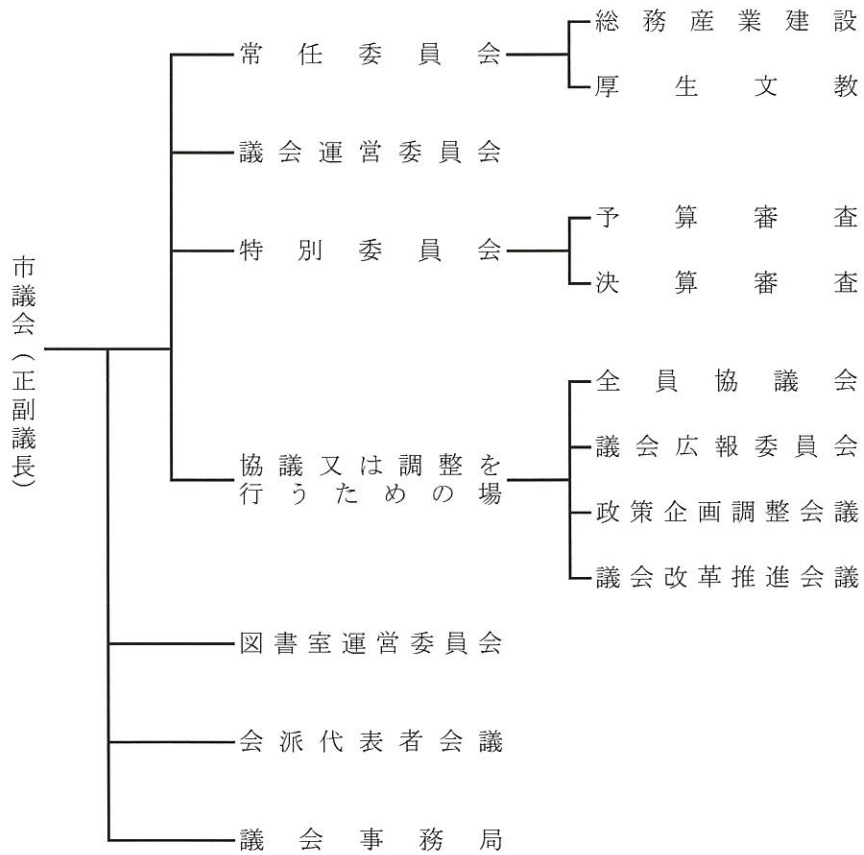 市議会（正副議長）
常任委員会
総務産業建設
厚生文教
議会運営委員会
特別委員会
予算審査
決算審査
協議又は調整を
行うための場
全員協議会
議会広報委員会
政策企画調整会議
議会改革推進会議
図書室運営委員会
会派代表者会議
議会事務局